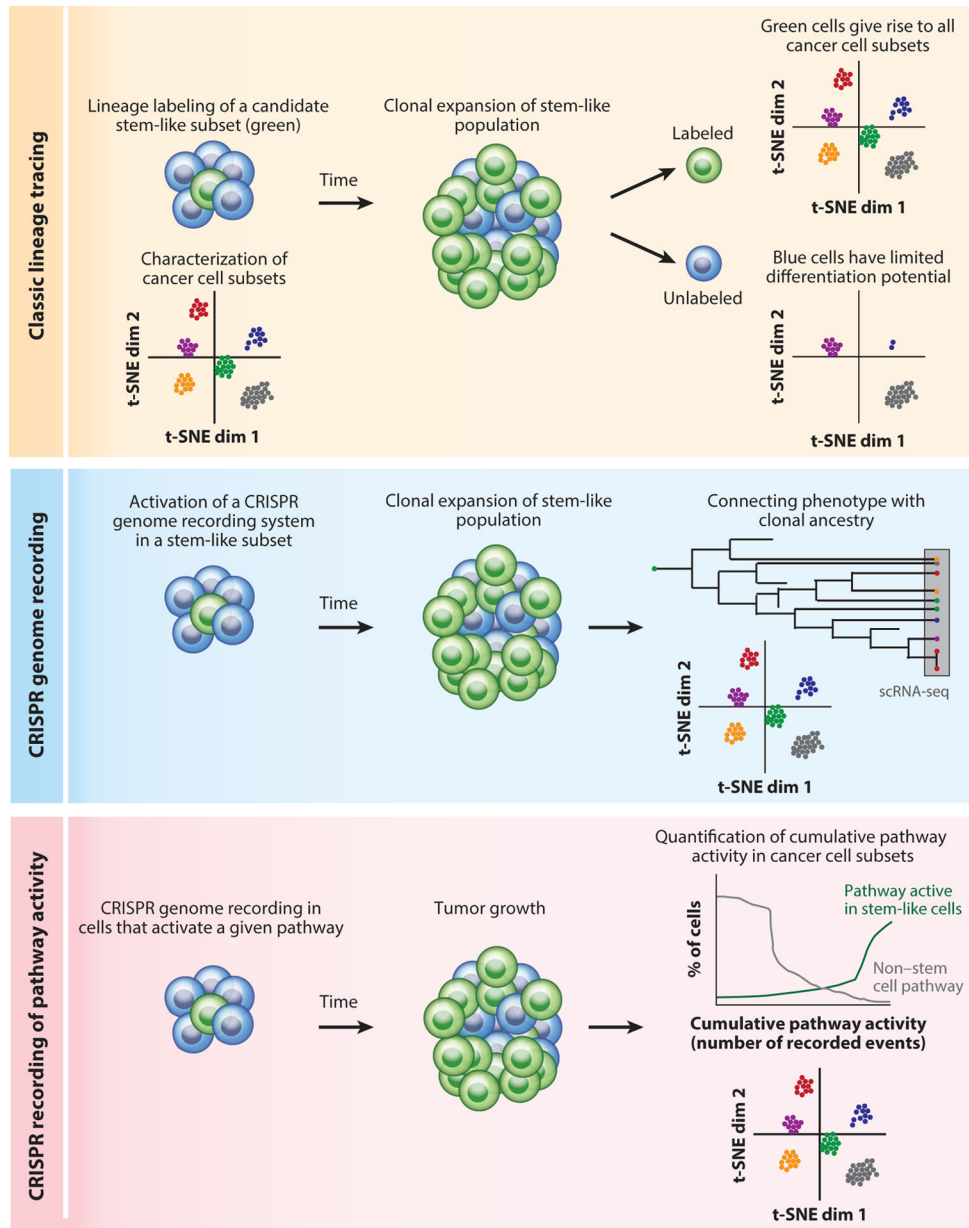 Classic lineage tracing
Lineage labeling of a candidate
stem-like subset (green)
Time
Clonal expansion of stem-like
population
Labeled
Unlabeled
Green cells give rise to all
cancer cell subsets
t-SNE dim 2
t-SNE dim 1
Characterization of
cancer cell subsets
t-SNE dim 2
t-SNE dim 1
Blue cells have limited
differentiation potential
t-SNE dim 2
t-SNE dim 1
CRISPR genome recording
Activation of a CRISPR
genome recording system
in a stem-like subset
Time
Clonal expansion of stem-like
population
Connecting phenotype with
clonal ancestry
scRNA-seq
t-SNE dim 2
t-SNE dim 1
CRISPR recording of pathway activity
CRISPR genome recording in
cells that activate a given pathway
Time
Tumor growth
Quantification of cumulative pathway
activity in cancer cell subsets
% of cells
Pathway active
in stem-like cells
Non–stem
cell pathway
Cumulative pathway activity
(number of recorded events)
t-SNE dim 2
t-SNE dim 1